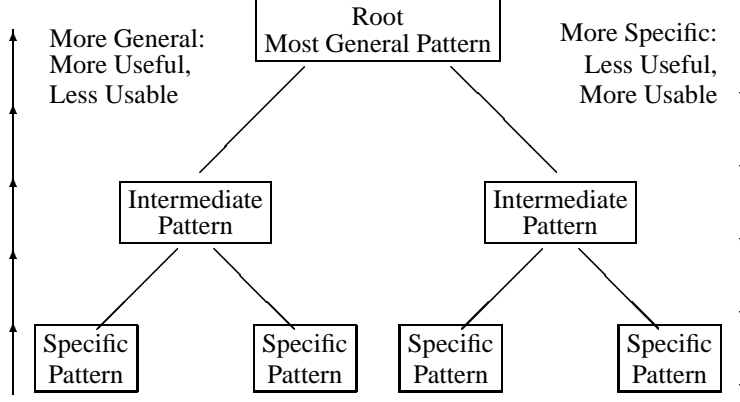 Root
Most General Pattern
More General:
More Useful,
Less Usable
More Specific:
Less Useful,
More Usable
Intermediate
Pattern
Intermediate
Pattern
Specific
Pattern
Specific
Pattern
Specific
Pattern
Specific
Pattern